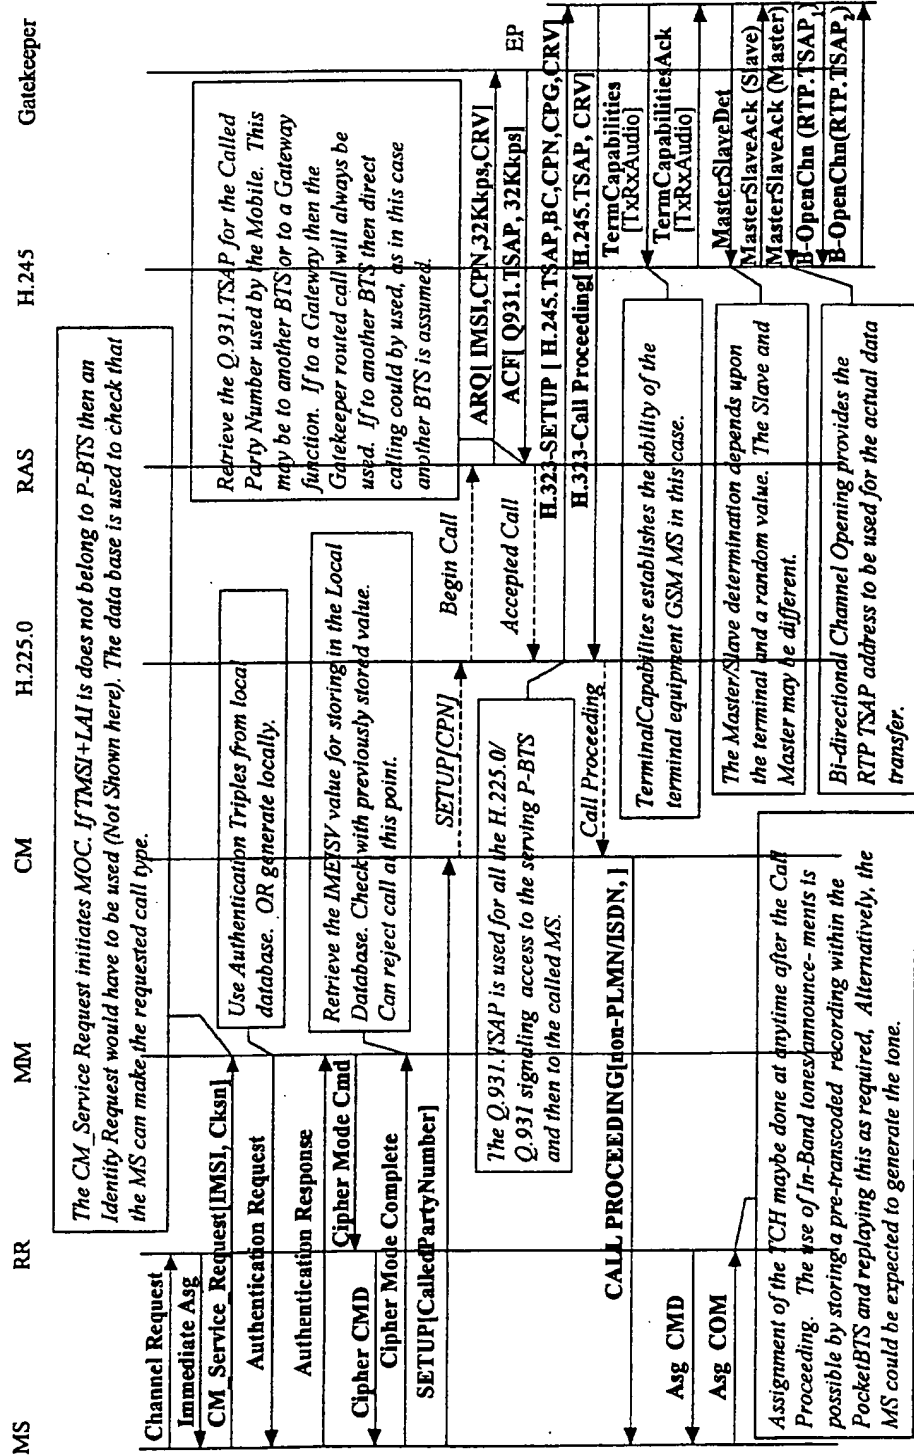 MS RR MM CM H.225.0 RAS H.245 Gatekeeper
The CM_Service Request initiates MOC. If TMSI+LAI is does not belong to P-BTS then an
Identity Request would have to be used (Not Shown here). The data base is used to check that
the MS can make the requested call type.
Channel Request
Immediate Asg
CM_Service_Request[IMSI, Cksn]
Use Authentication Triples from local
database. OR generate locally.
Authentication Request
Authentication Response
Retrieve the IMEISV value for storing in the Local
Database. Check with previously stored value.
Can reject call at this point.
Cipher Mode Cmd
Cipher CMD
Cipher Mode Complete
SETUP[CalledPartyNumber]
SETUP[CPN]
Begin Call
Retrieve the Q.931.TSAP for the Called
Party Number used by the Mobile. This
may be to another BTS or to a Gateway
function. If to a Gateway then the
Gatekeeper routed call will always be
used. If to another BTS then direct
calling could by used, as in this case
another BTS is assumed.
ARQ[ IMSI,CPN,32Kkps,CRV]
ACF[ Q931.TSAP, 32Kkps]
EP
Accepted Call
The Q.931.TSAP is used for all the H.225.0/
Q.931 signaling access to the serving P-BTS
and then to the called MS.
H.323-SETUP [ H.245.TSAP,BC,CPN,CPG,CRV]
H.323-Call Proceeding[ H.245.TSAP, CRV]
Call Proceeding
CALL PROCEEDING[non-PLMN/ISDN, ]
TermCapabilities
[TxRxAudio]
TermCapabilitiesAck
[TxRxAudio]
TerminalCapabilites establishes the ability of the
terminal equipment GSM MS in this case.
Asg CMD
Asg COM
MasterSlaveDet
MasterSlaveAck (Slave)
MasterSlaveAck (Master)
The Master/Slave determination depends upon
the terminal and a random value. The Slave and
Master may be different.
B-OpenChn (RTP.TSAP,1)
B-OpenChn(RTP.TSAP,2)
Assignment of the TCH maybe done at anytime after the Call
Proceeding. The use of In-Band tones/announce- ments is
possible by storing a pre-transcoded recording within the
PocketBTS and replaying this as required, Alternatively, the
MS could be expected to generate the tone.
Bi-directional Channel Opening provides the
RTP TSAP address to be used for the actual data
transfer.